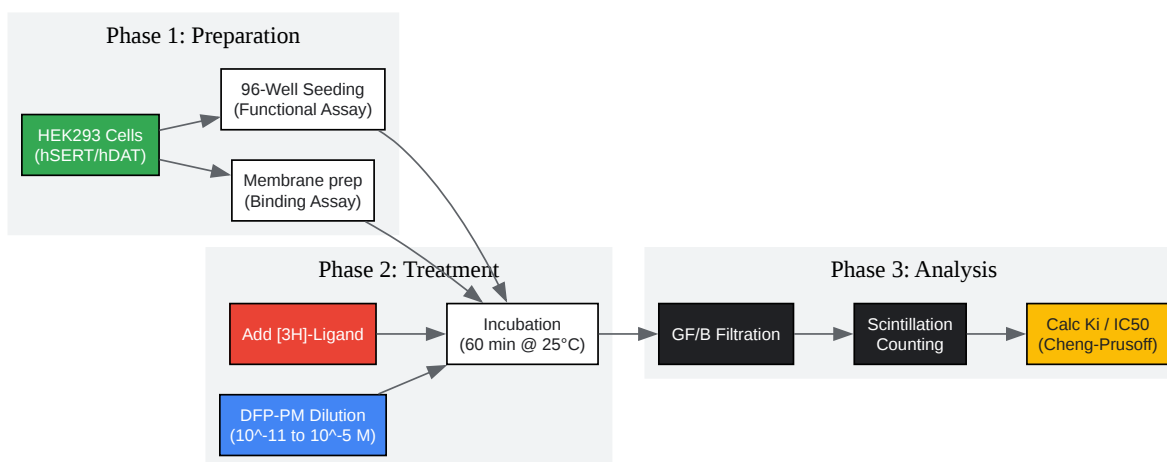 Phase 1: Preparation
96-Well Seeding
(Functional Assay)
HEK293 Cells
(hSERT/hDAT)
Membrane prep
(Binding Assay)
Phase 2: Treatment
Add [3H]-Ligand
Incubation
(60 min @ 25°C)
DFP-PM Dilution
(10^-11 to 10^-5 M)
Phase 3: Analysis
GF/B Filtration
Scintillation
Counting
Calc Ki / IC50
(Cheng-Prusoff)